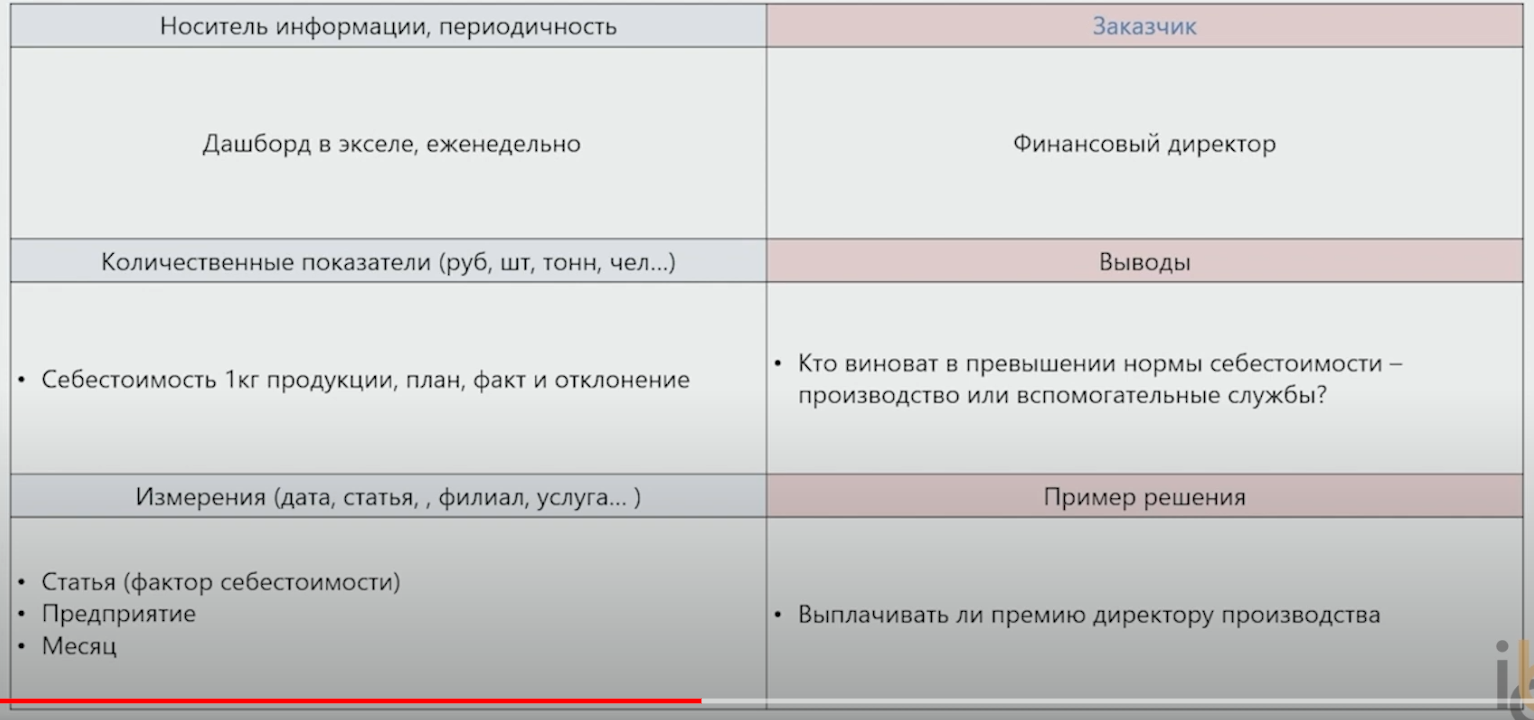 Носитель информации, периодичность
Заказчик
Дашборд в экселе, еженедельно
Финансовый директор
Количественные показатели (руб, шт, тонн, чел...)
Выводы
• Себестоимость 1кг продукции, план, факт и отклонение
• Кто виноват в превышении нормы себестоимости –
производство или вспомогательные службы?
Измерения (дата, статья, , филиал, услуга... )
Пример решения
• Статья (фактор себестоимости)
• Предприятие
• Месяц
• Выплачивать ли премию директору производства